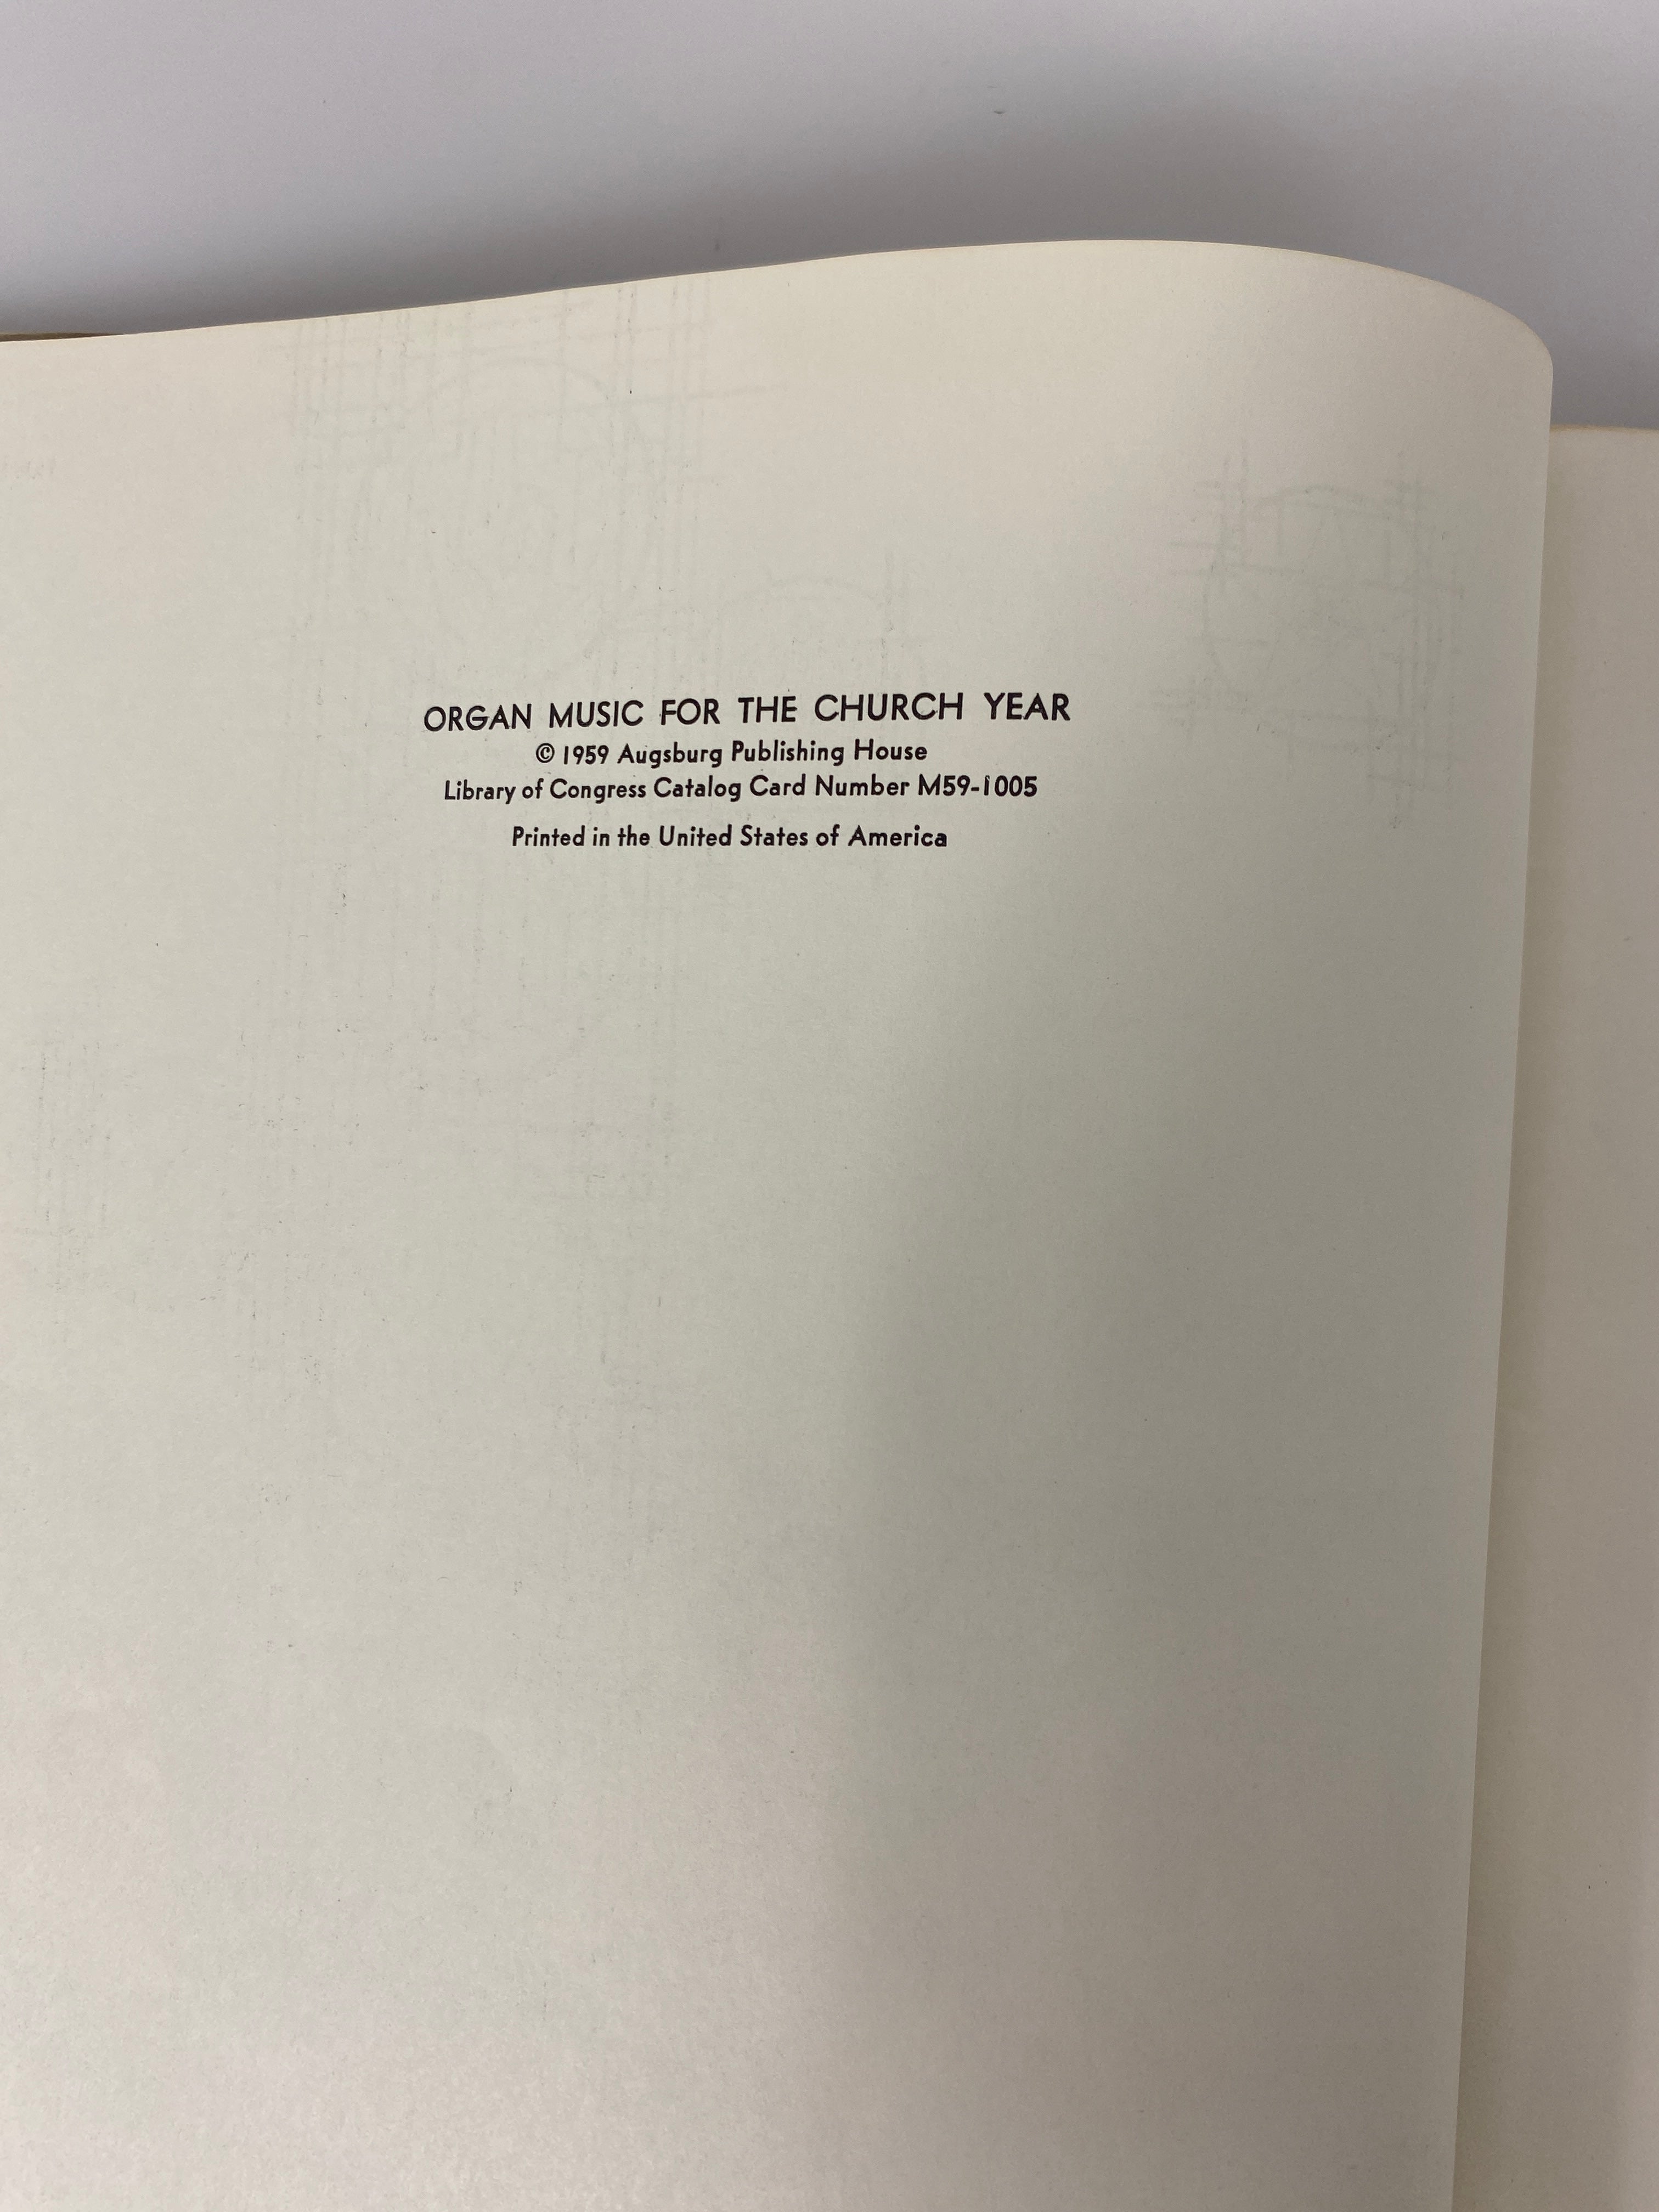 ORGAN MUSIC FOR THE CHURCH YEAR
© 1959 Augsburg Publishing House
Library of Congress Catalog Card Number M59-1005
Printed in the United States of America